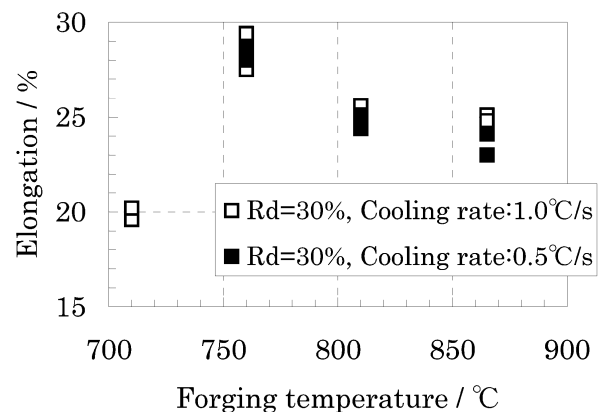 30
25
20
15
Elongation / %
Rd=30%, Cooling rate:1.0℃/s
Rd=30%, Cooling rate:0.5℃/s
700 750 800 850 900
Forging temperature / ℃